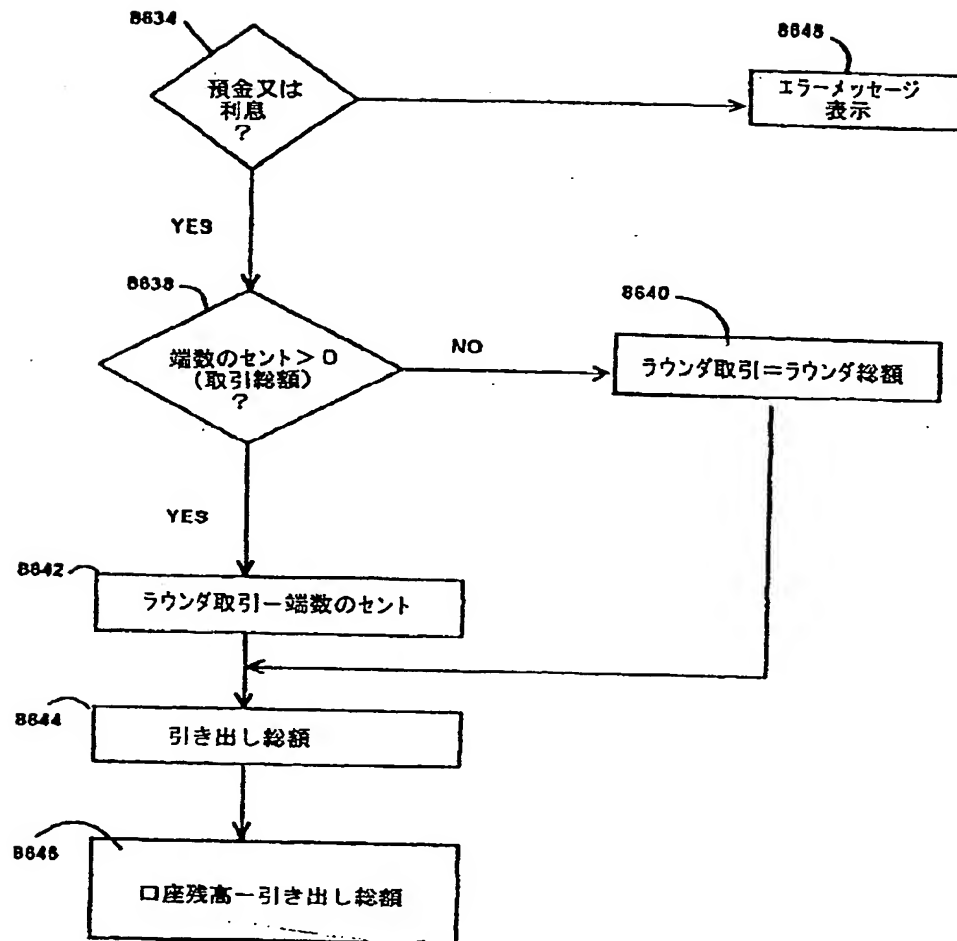 8634
預金又は
利息
?
8648
エラーメッセージ
表示
YES
8638
端数のセント>0
(取引総額)
?
NO
8640
ラウンダ取引=ラウンダ総額
YES
8642
ラウンダ取引ー端数のセント
8644
引き出し総額
8646
口座残高ー引き出し総額